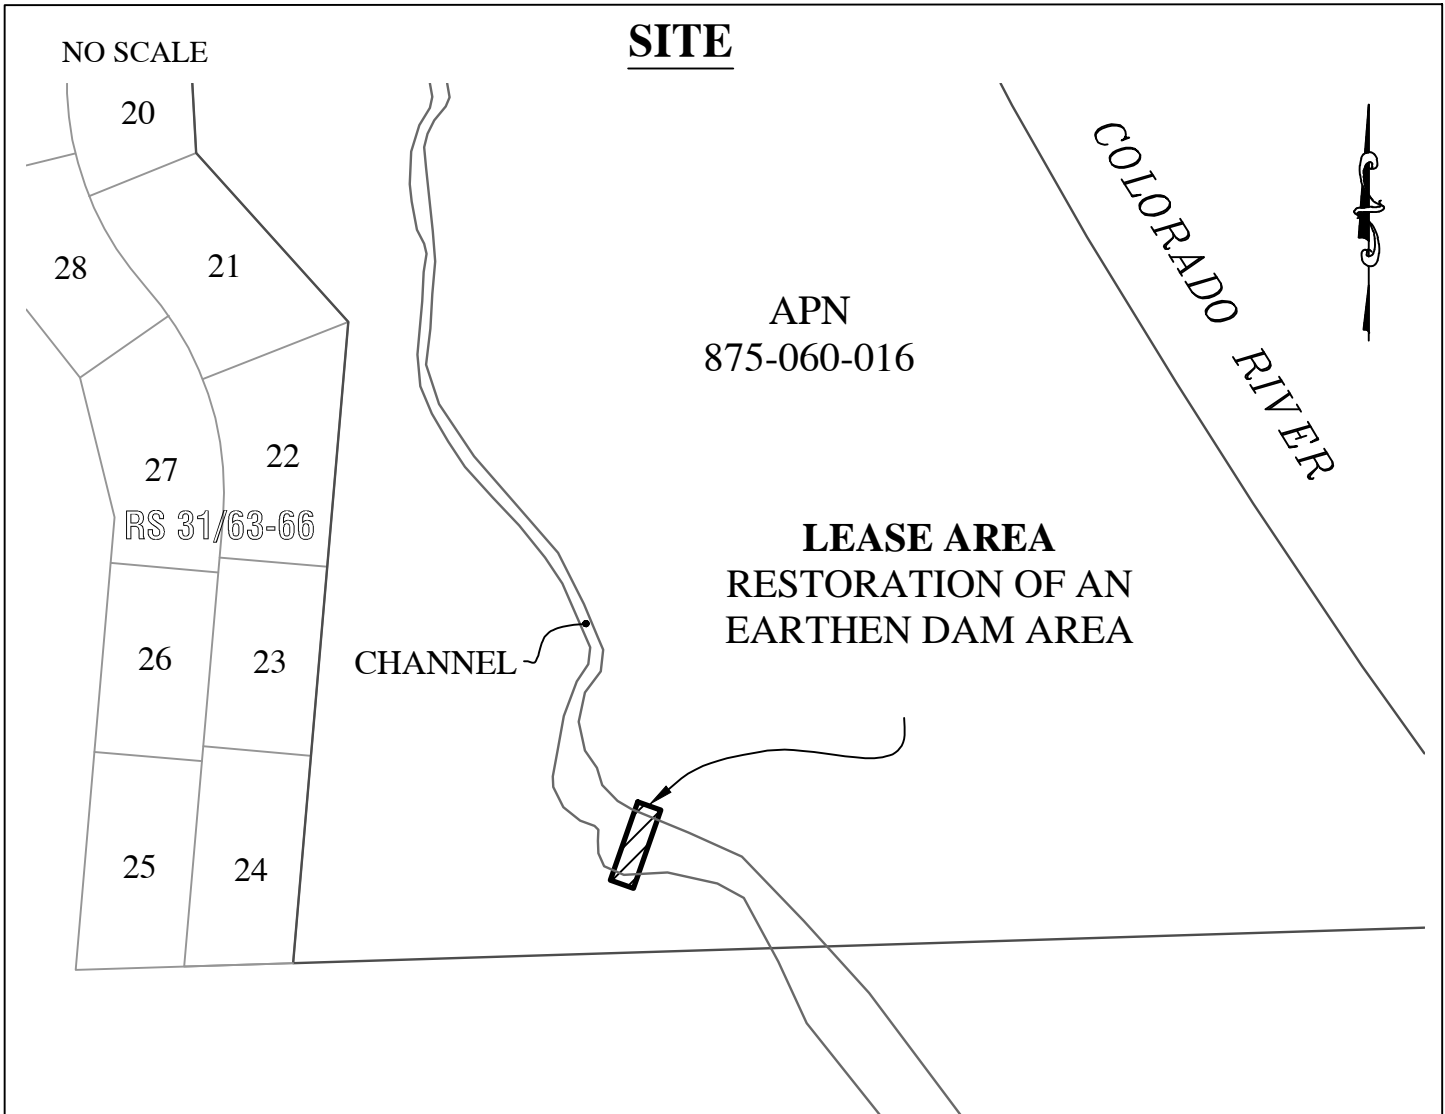 SITE
NO SCALE
20
21
28
COLORADO RIVER
APN
875-060-016
22
27
RS 31/63-66
LEASE AREA
RESTORATION OF AN
EARTHEN DAM AREA
26
23
CHANNEL
25
24